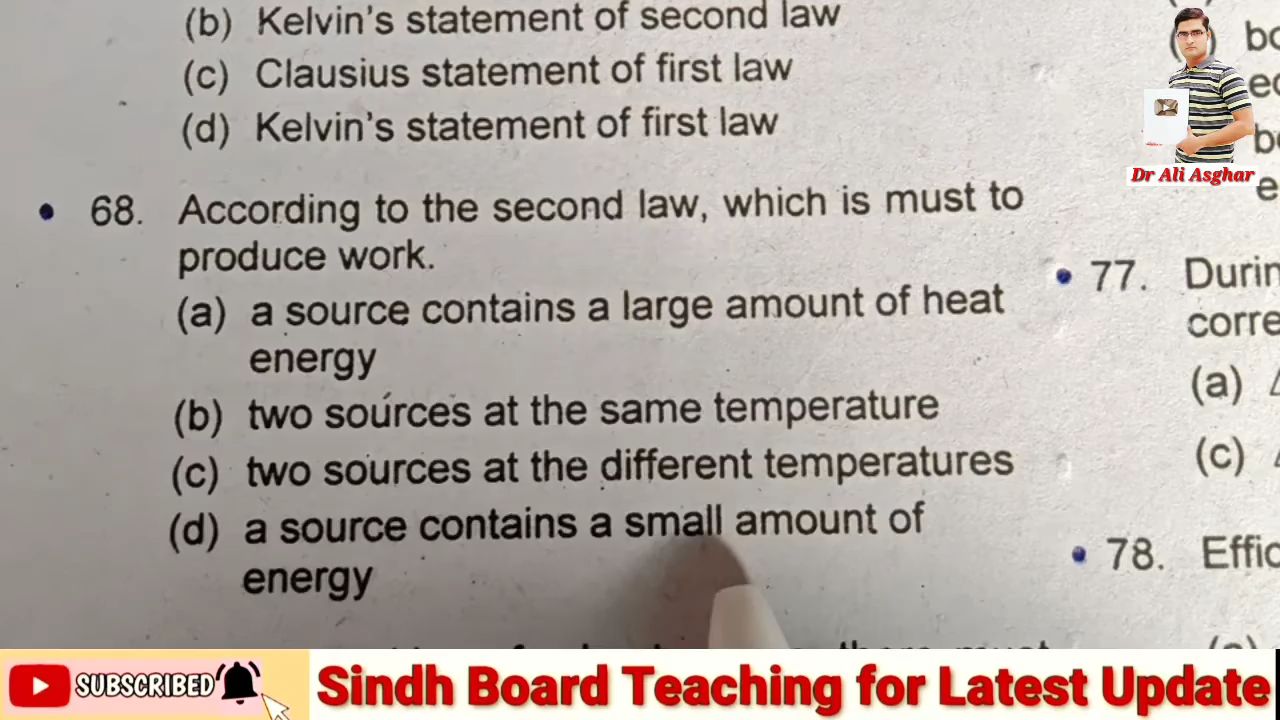 (b) Kelvin's statement of second law
(c) Clausius statement of first law
(d) Kelvin's statement of first law
68. According to the second law, which is must to
produce work.
(a) a source contains a large amount of heat
energy
(b) two sources at the same temperature
(c) two sources at the different temperatures
(d) a source contains a small amount of
energy
Dr Ali Asghar
77.
(a)
(c)
78.
SUBSCRIBED
Sindh Board Teaching for Latest Update